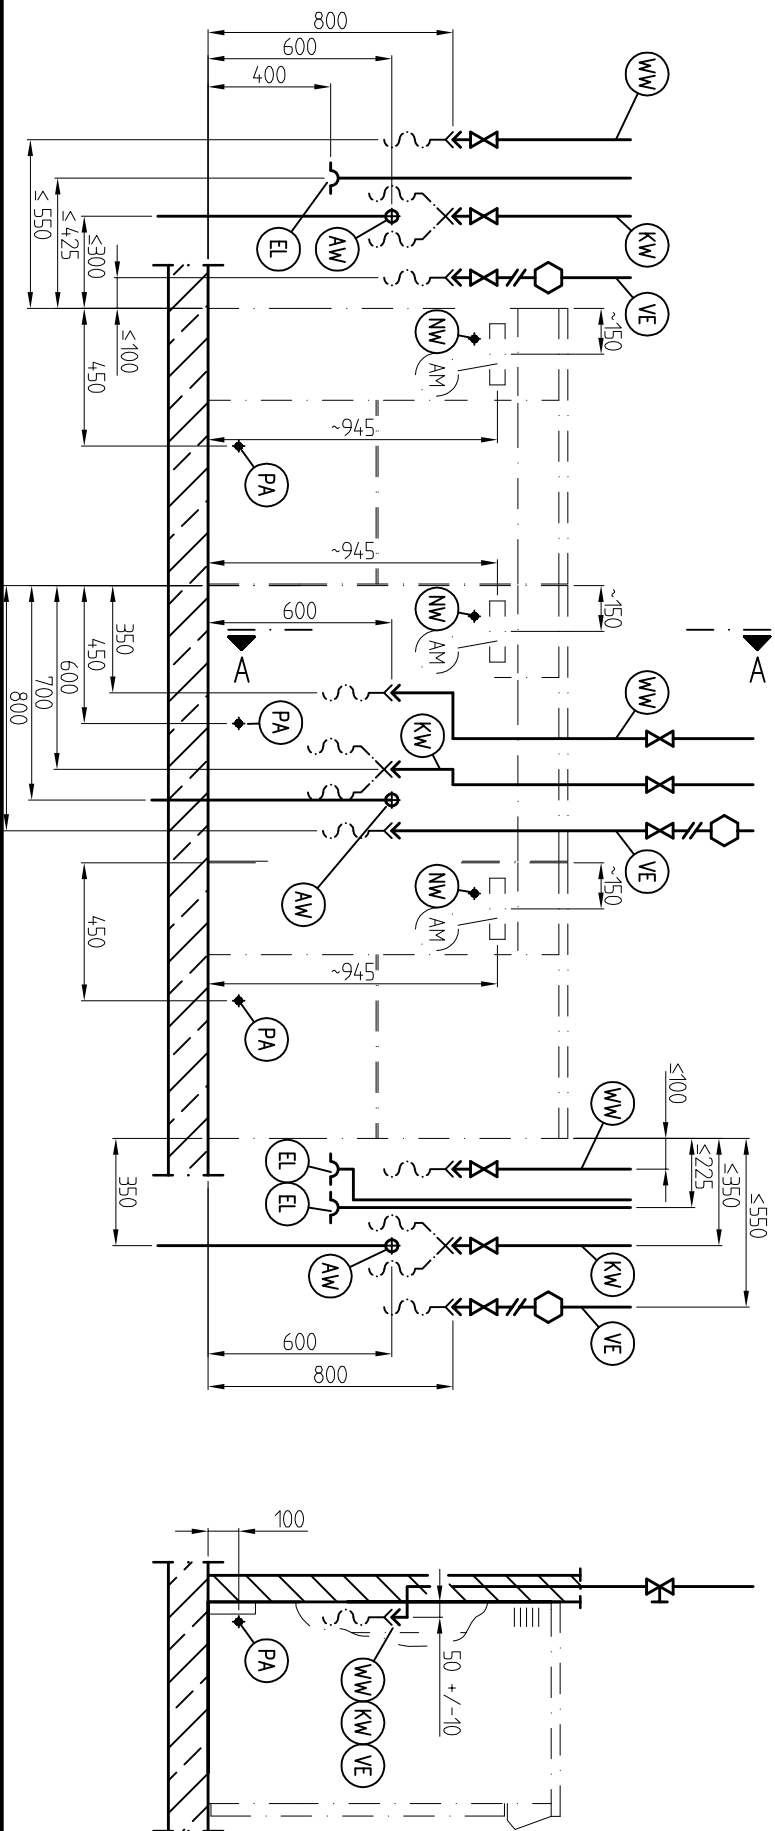 800
600
400
WW
≤ 550
≤ 425
≤300
≤100
450
EL
AW
KW
VE
~150
NW
AM
~945
PA
~945
600
~150
NW
AM
A
A
350
450
600
700
800
PA
KW
WW
VE
AW
~150
NW
AM
450
~945
PA
WW
≤100
≤225
≤350
≤550
EL
EL
350
AW
KW
VE
600
800
100
PA
50 +/-10
WW
KW
VE